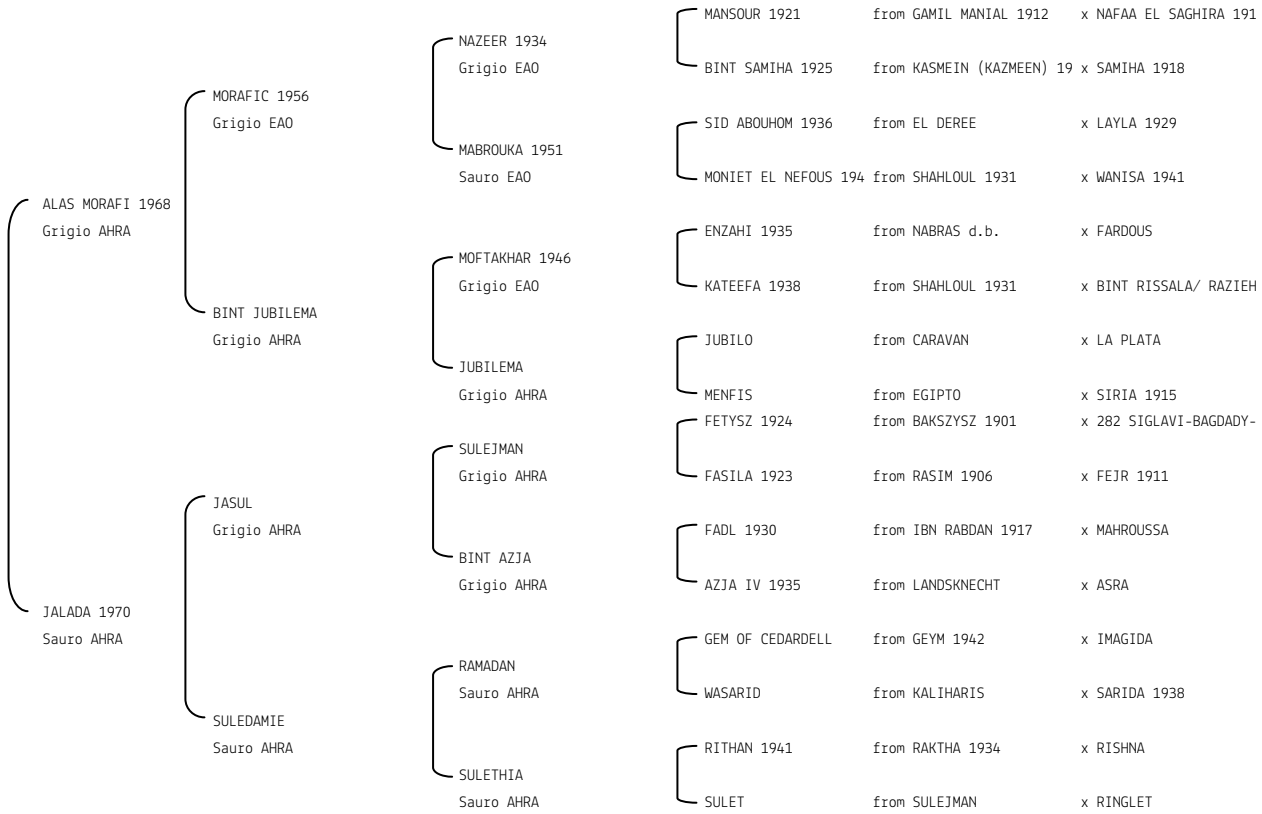 MANSOUR 1921 from GAMIL MANIAL 1912 x NAFAA EL SAGHIRA 191
NAZEER 1934
Grigio EAO BINT SAMIHA 1925 from KASMEIN (KAZMEEN) 19 x SAMIHA 1918
MORAFIC 1956
Grigio EAO SID ABOUHOM 1936 from EL DEREE x LAYLA 1929
MABROUKA 1951
Sauro EAO MONIET EL NEFOUS 194 from SHAHLOUL 1931 x WANISA 1941
ALAS MORAFI 1968
Grigio AHRA ENZAHI 1935 from NABRAS d.b. x FARDOUS
MOFTAKHAR 1946
Grigio EAO KATEEFA 1938 from SHAHLOUL 1931 x BINT RISSALA/ RAZIEH
BINT JUBILEMA
Grigio AHRA JUBILO from CARAVAN x LA PLATA
JUBILEMA
Grigio AHRA MENFIS from EGIPTO x SIRIA 1915
FETYSZ 1924 from BAKSZYSZ 1901 x 282 SIGLAVI-BAGDADY-
SULEJMAN
Grigio AHRA FASILA 1923 from RASIM 1906 x FEJR 1911
JASUL
Grigio AHRA FADL 1930 from IBN RABDAN 1917 x MAHROUSSA
BINT AZJA
Grigio AHRA AZJA IV 1935 from LANDSKNECHT x ASRA
JALADA 1970
Sauro AHRA GEM OF CEDARDELL from GEYM 1942 x IMAGIDA
RAMADAN
Sauro AHRA WASARID from KALIHARIS x SARIDA 1938
SULEDAMIE
Sauro AHRA RITHAN 1941 from RAKTHA 1934 x RISHNA
SULETHIA
Sauro AHRA SULET from SULEJMAN x RINGLET